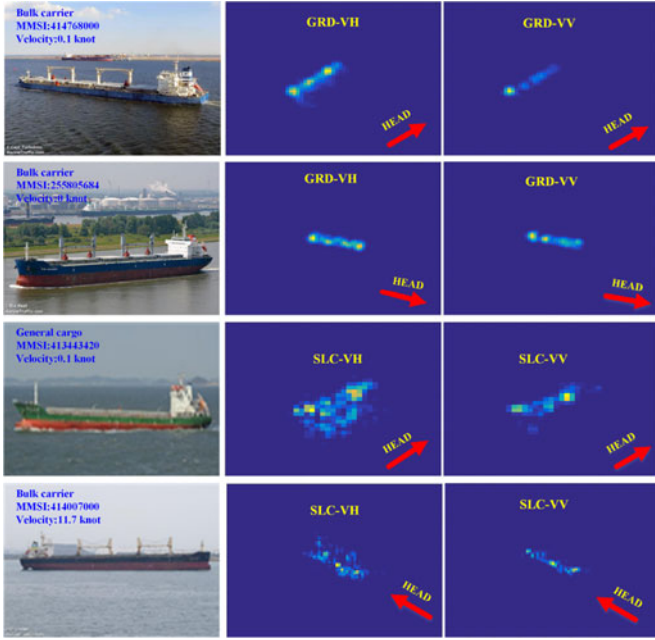 Bulk carrier
MMSI:414768000
Velocity:0.1 knot
GRD-VH
HEAD
GRD-VV
HEAD
Bulk carrier
MMSI:255805684
Velocity:0 knot
GRD-VH
HEAD
GRD-VV
HEAD
General cargo
MMSI:413443420
Velocity:0.1 knot
SLC-VH
HEAD
SLC-VV
HEAD
Bulk carrier
MMSI:414007000
Velocity:11.7 knot
SLC-VH
HEAD
SLC-VV
HEAD